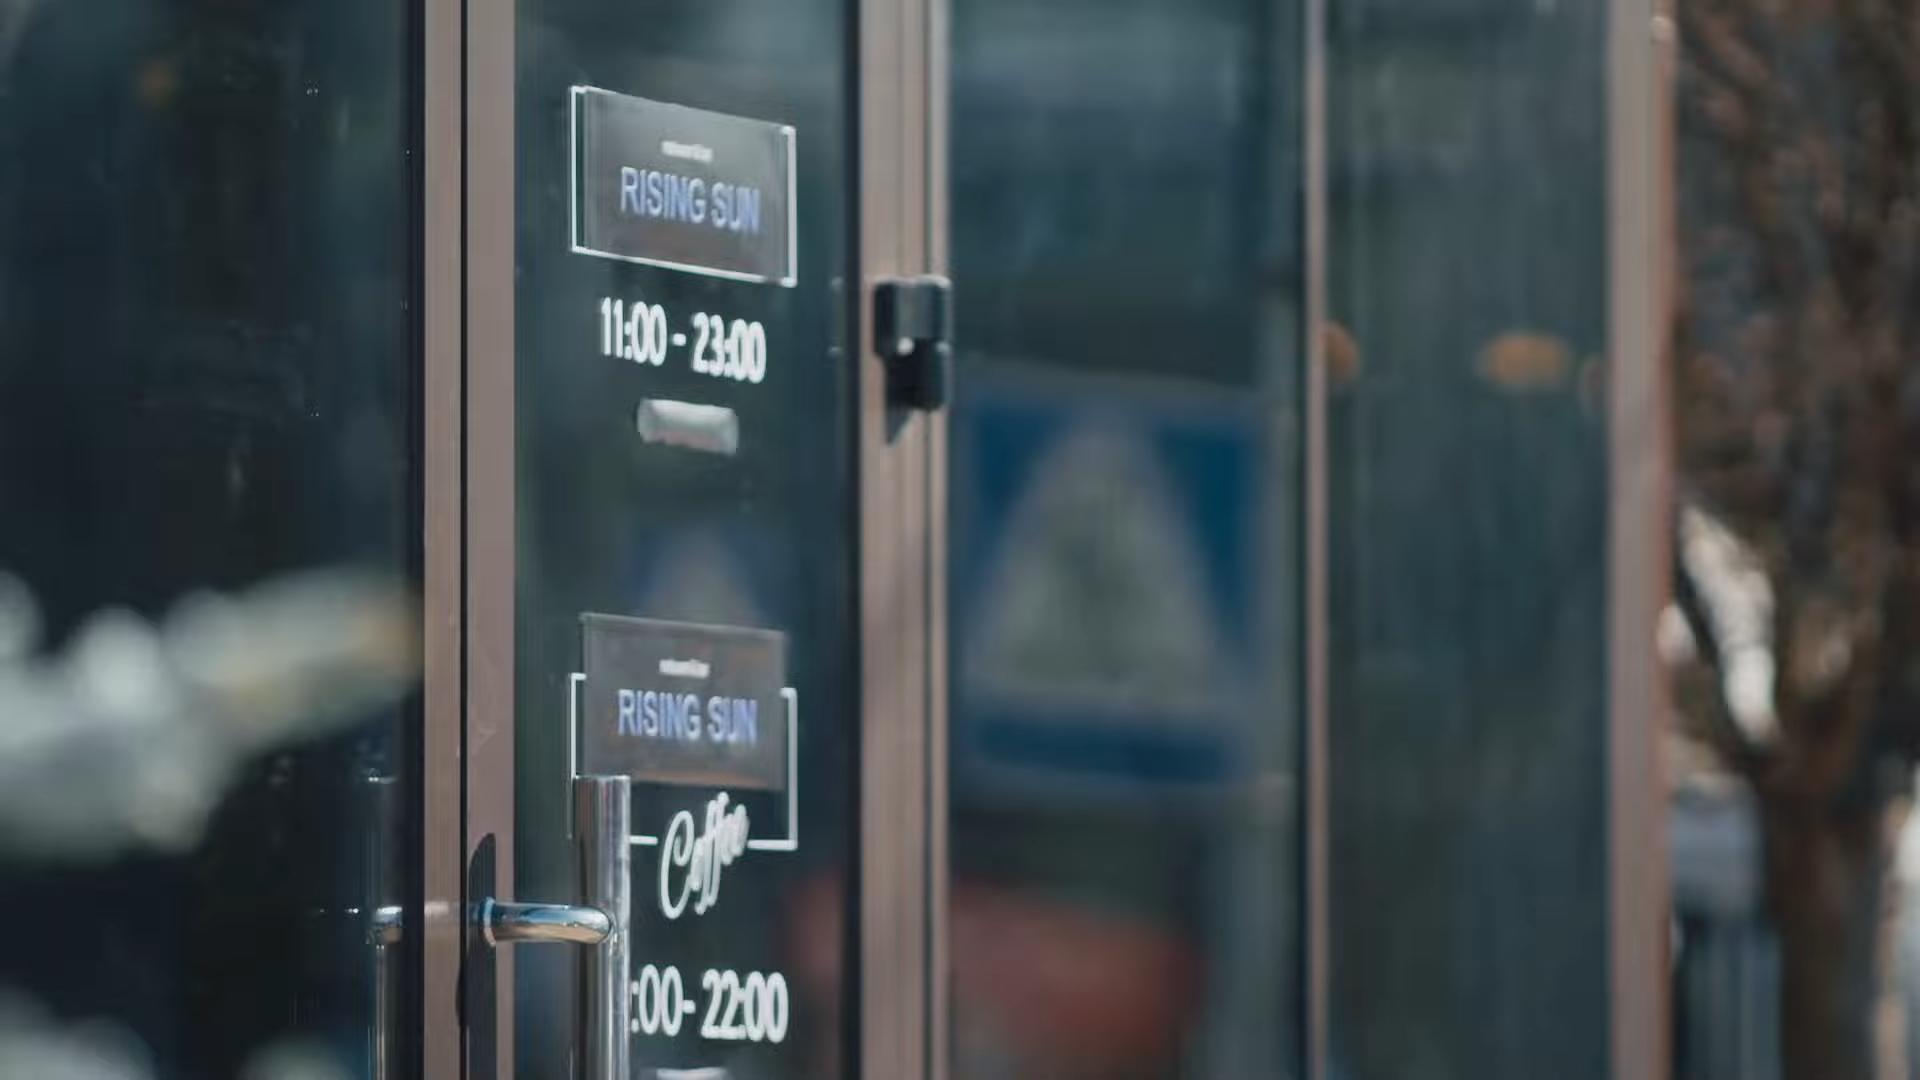 RISING SUN
11:00 - 23:00
RISING SUN
Coffee
:00- 22:00